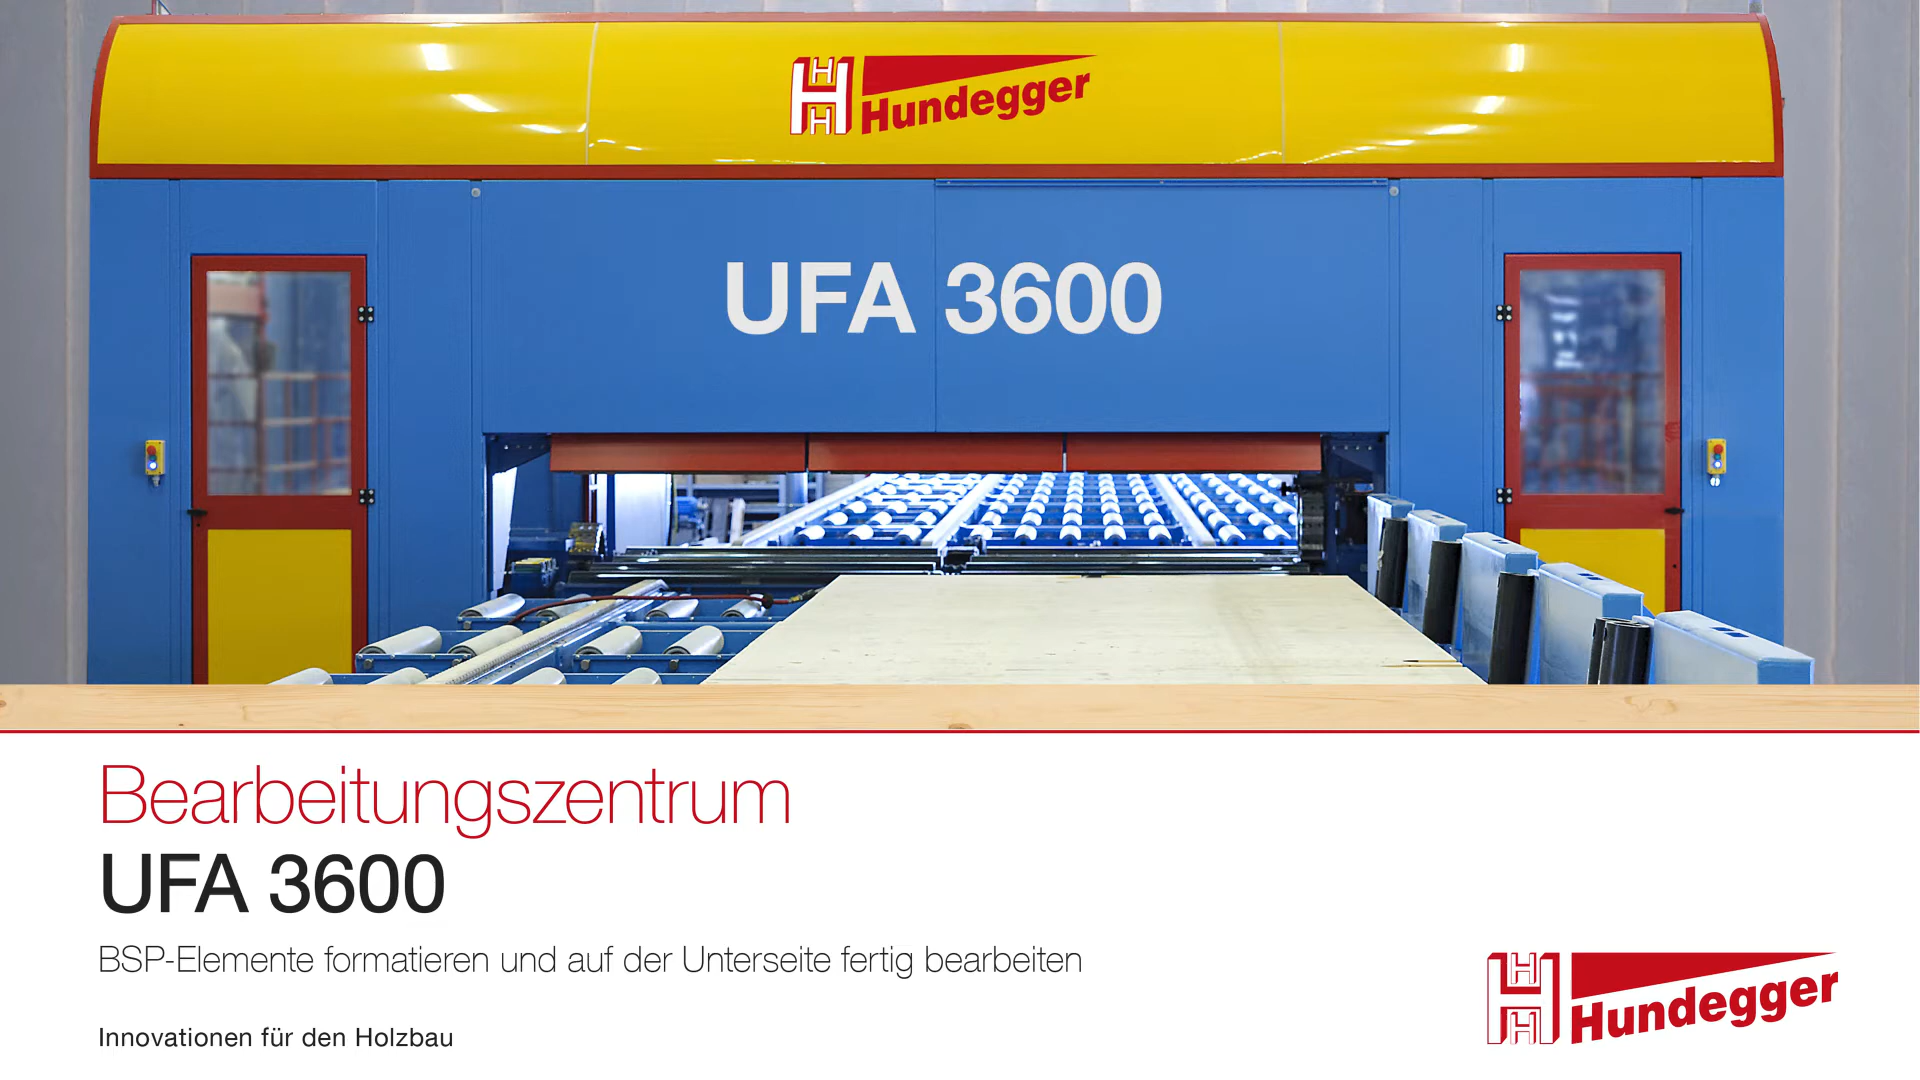 Hundegger
UFA 3600
Bearbeitungszentrum
UFA 3600
BSP-Elemente formatieren und auf der Unterseite fertig bearbeiten
Innovationen für den Holzbau
Hundegger